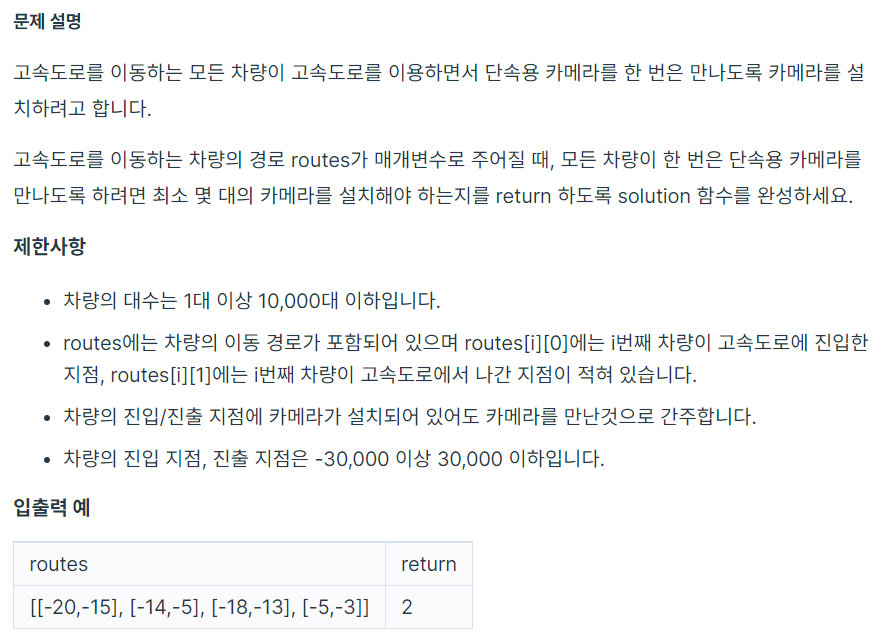 문제 설명
고속도로를 이동하는 모든 차량이 고속도로를 이용하면서 단속용 카메라를 한 번은 만나도록 카메라를 설
치하려고 합니다.
고속도로를 이동하는 차량의 경로 routes가 매개변수로 주어질 때, 모든 차량이 한 번은 단속용 카메라를
만나도록 하려면 최소 몇 대의 카메라를 설치해야 하는지를 return 하도록 solution 함수를 완성하세요.
제한사항
• 차량의 대수는 1대 이상 10,000대 이하입니다.
• routes에는 차량의 이동 경로가 포함되어 있으며 routes[i][0]에는 i번째 차량이 고속도로에 진입한
지점, routes[i][1]에는 i번째 차량이 고속도로에서 나간 지점이 적혀 있습니다.
• 차량의 진입/진출 지점에 카메라가 설치되어 있어도 카메라를 만난것으로 간주합니다.
• 차량의 진입 지점, 진출 지점은 -30,000 이상 30,000 이하입니다.
입출력 예
routes return
[[-20,-15], [-14,-5], [-18,-13], [-5,-3]] 2